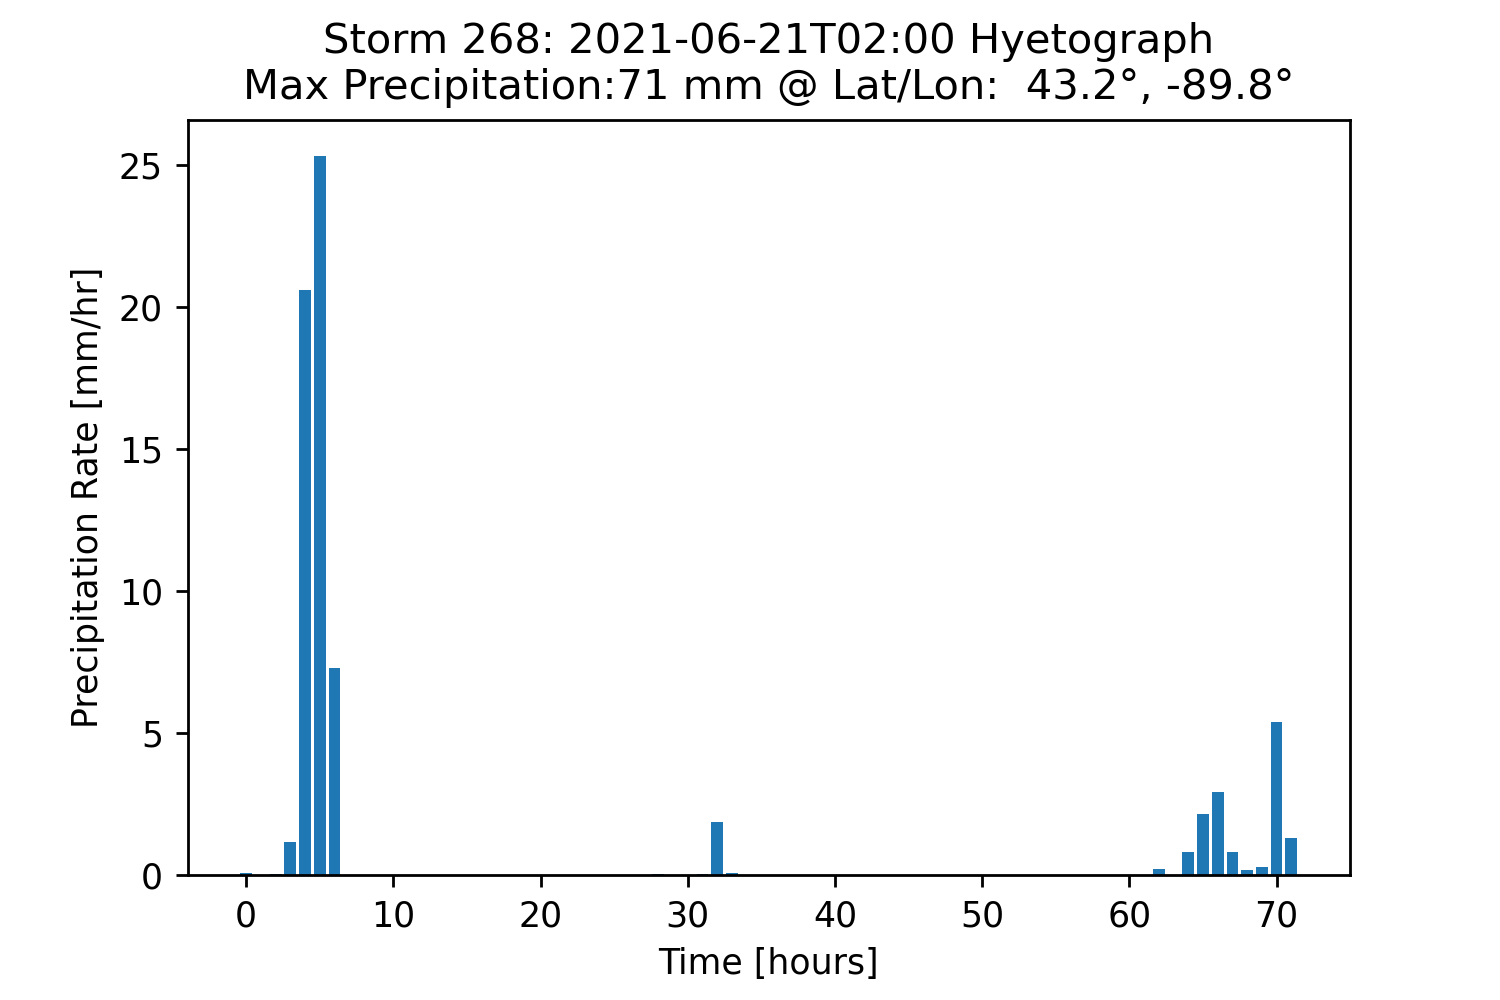 Storm 268: 2021-06-21T02:00 Hyetograph
Max Precipitation:71 mm @ Lat/Lon:  43.2°, -89.8°
Precipitation Rate [mm/hr]
25
20
15
10
5
0
0 10 20 30 40 50 60 70
Time [hours]